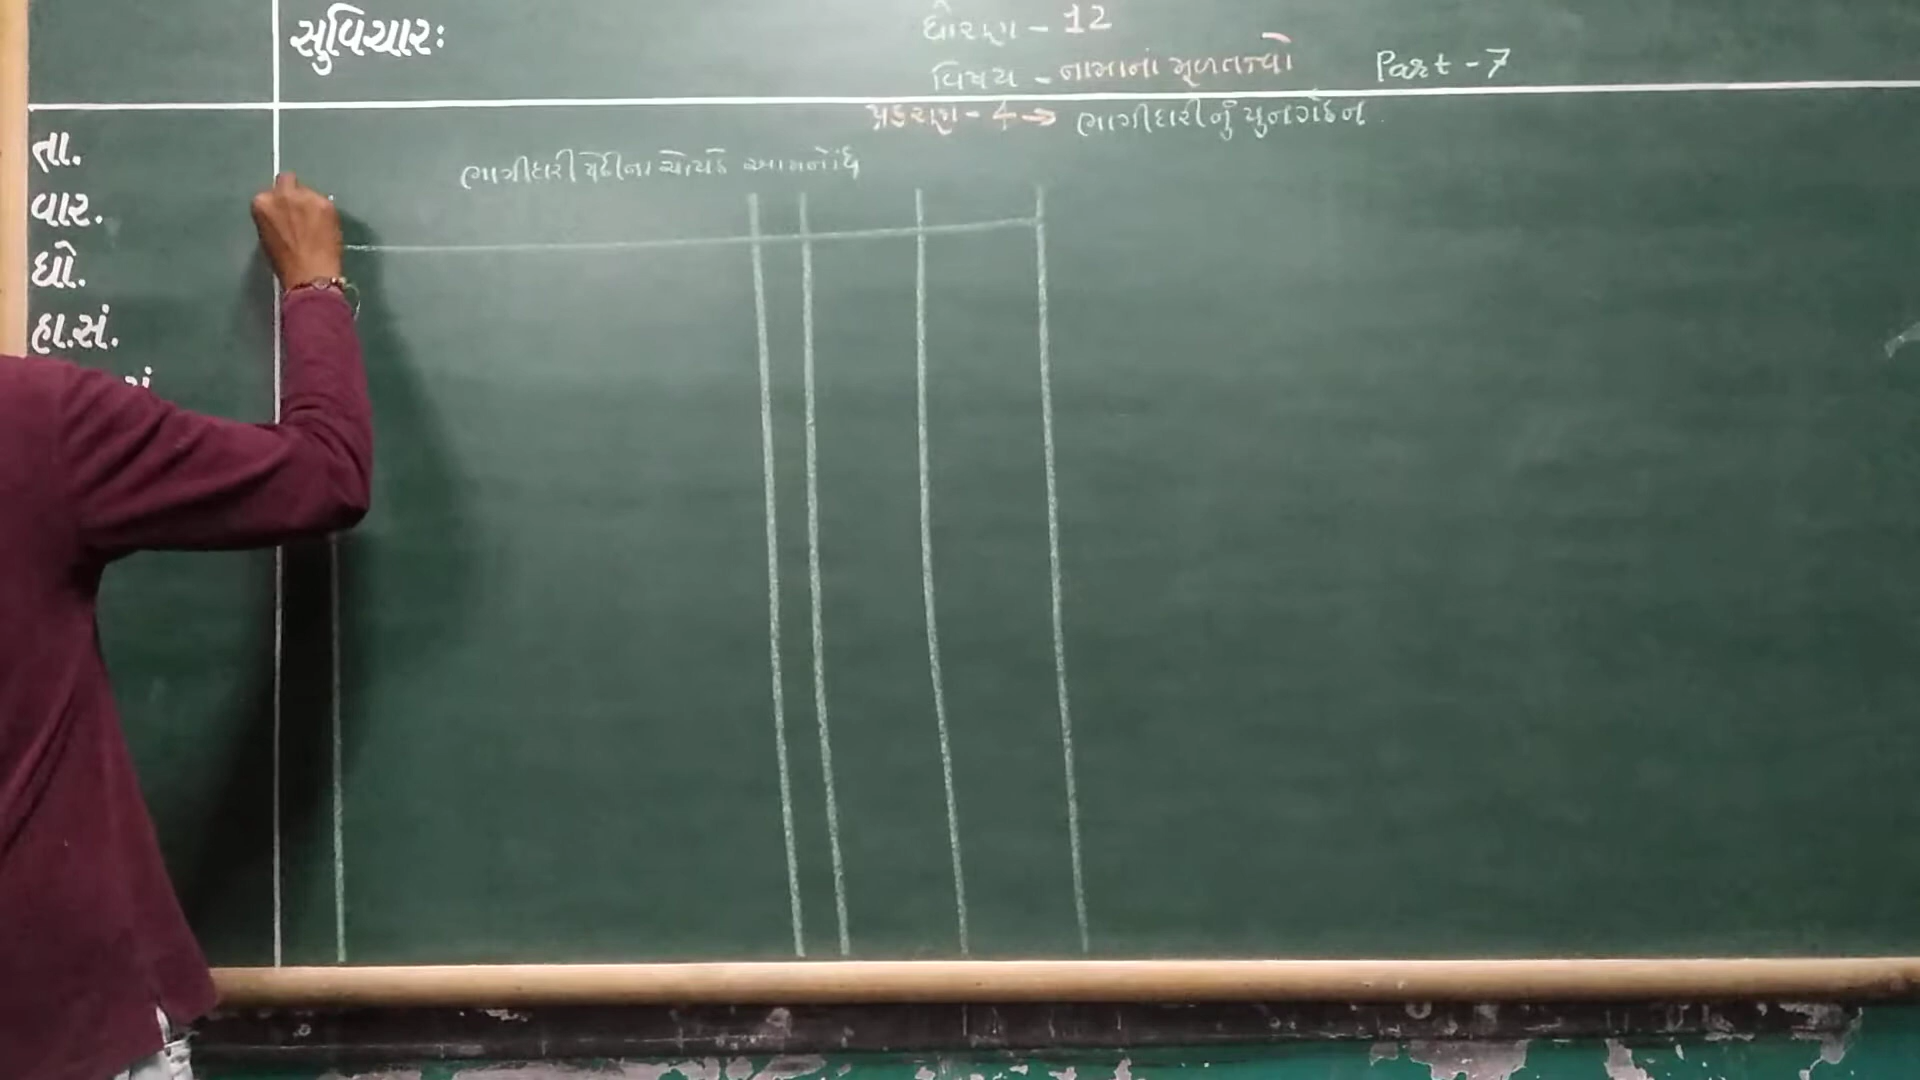 સુવિચારઃ
ધોરણ - 12
વિષય - નામાનાં મૂળતત્વો
Part - 7
પ્રકરણ - 4 → ભાગીદારીનું પુનર્ગઠન
તા.
ભાગીદારી પેઢીના ચોપડે આમનોંધ
વાર.
ધો.
હા.સં.